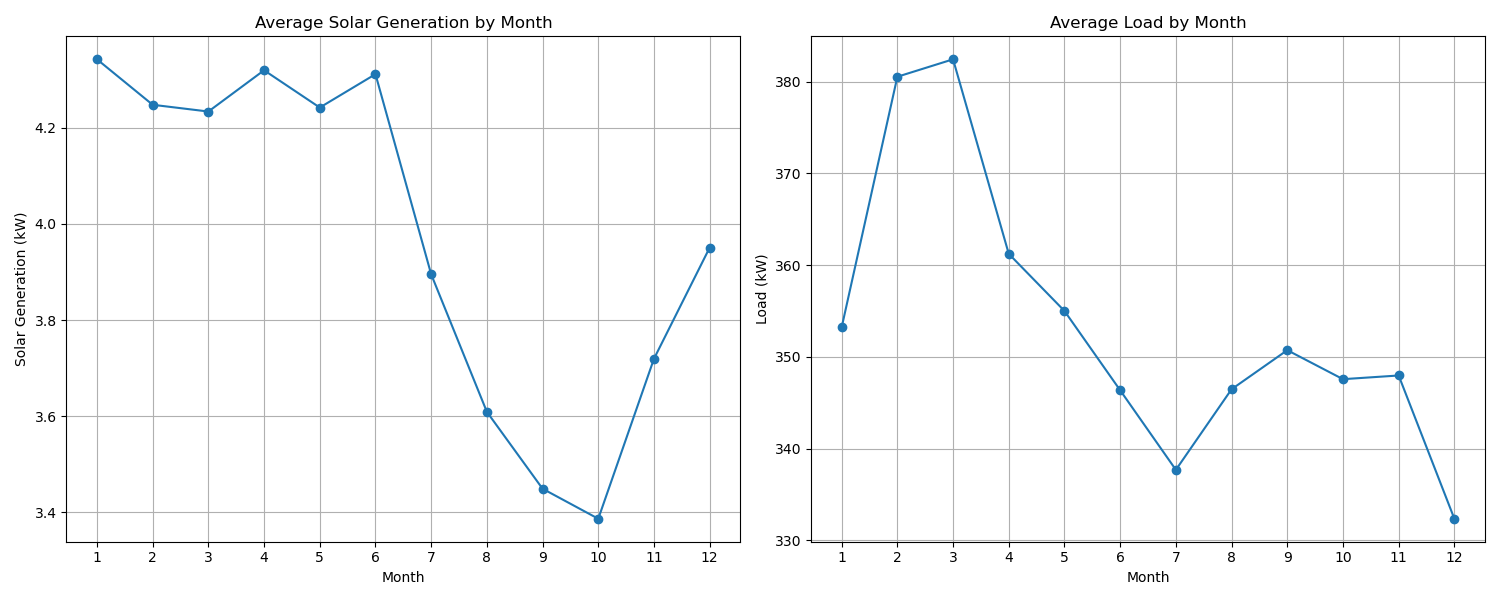 Average Solar Generation by Month
Solar Generation (kW)
4.2
4.0
3.8
3.6
3.4
1 2 3 4 5 6 7 8 9 10 11 12
Month
Average Load by Month
Load (kW)
380
370
360
350
340
330
1 2 3 4 5 6 7 8 9 10 11 12
Month